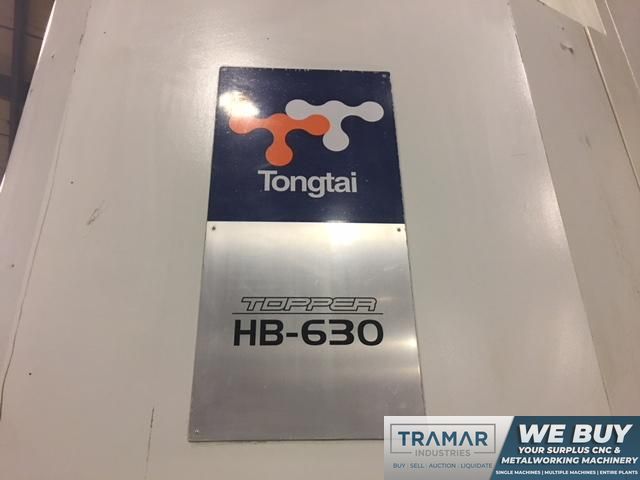 Tongtai
TOPPER
HB-630
TRAMAR
INDUSTRIES
BUY | SELL | AUCTION | LIQUIDATE
WE BUY
YOUR SURPLUS CNC &
METALWORKING MACHINERY
SINGLE MACHINES | MULTIPLE MACHINES | ENTIRE PLANTS